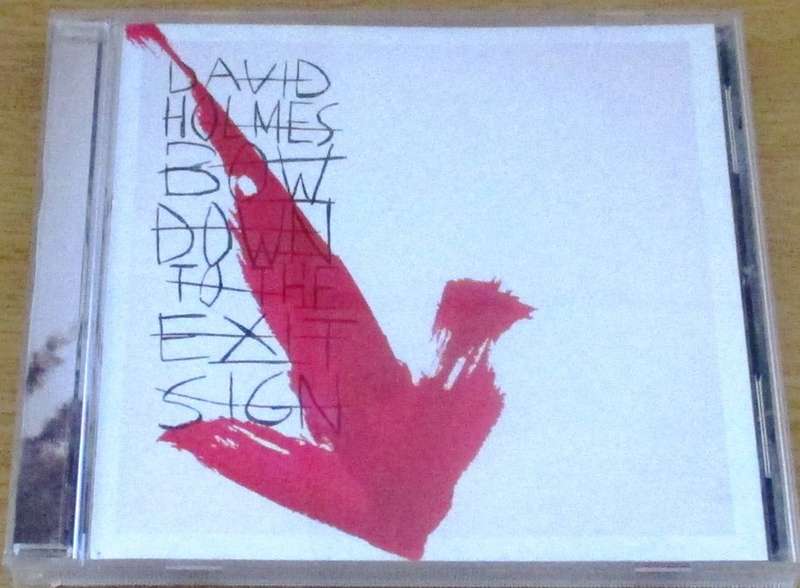 DAVID
HOLMES
BOW
DOWN
TO THE
EXIT
SIGN